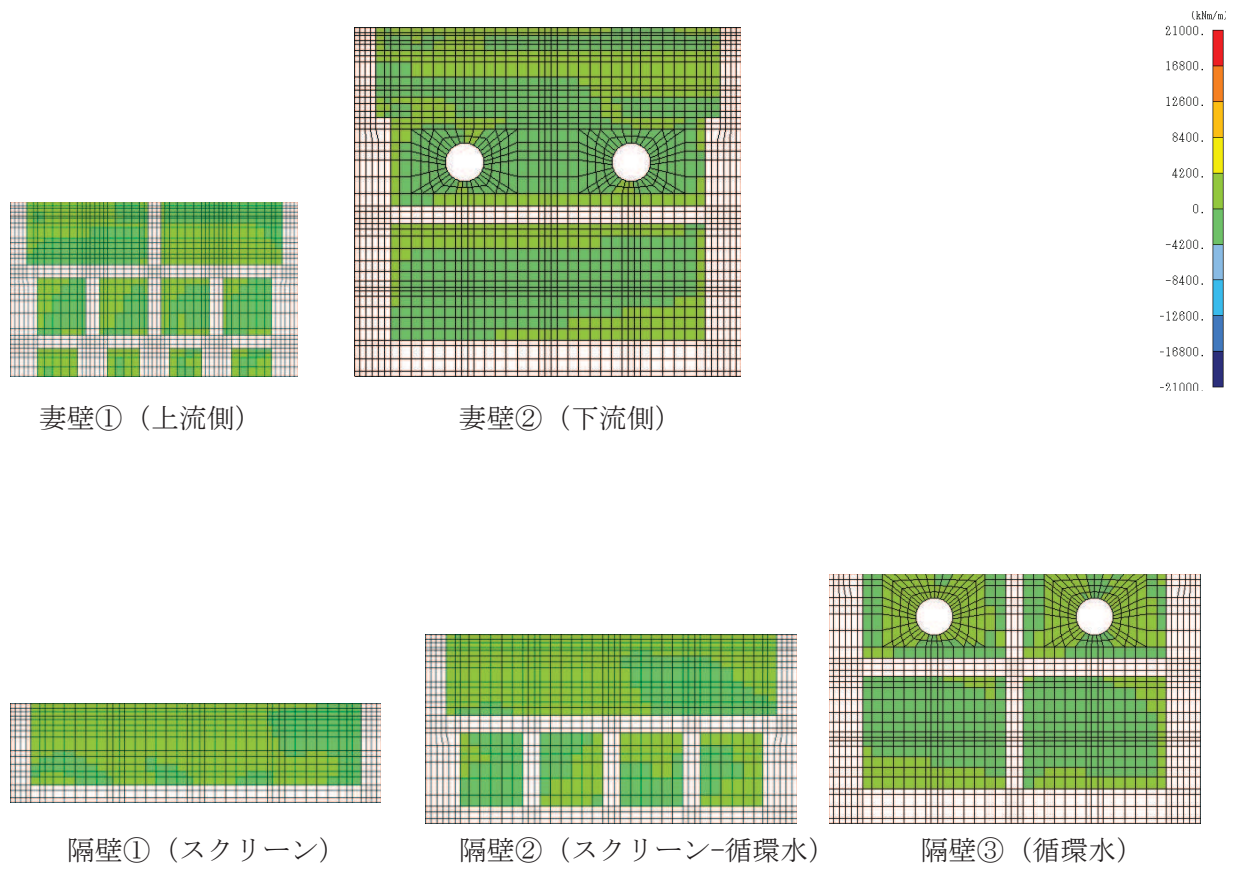 (kNm/m)
21000.
16800.
12600.
8400.
4200.
0.
-4200.
-8400.
-12600.
-16800.
-21000.
妻壁①（上流側）
妻壁②（下流側）
隔壁①（スクリーン）
隔壁②（スクリーン-循環水）
隔壁③（循環水）